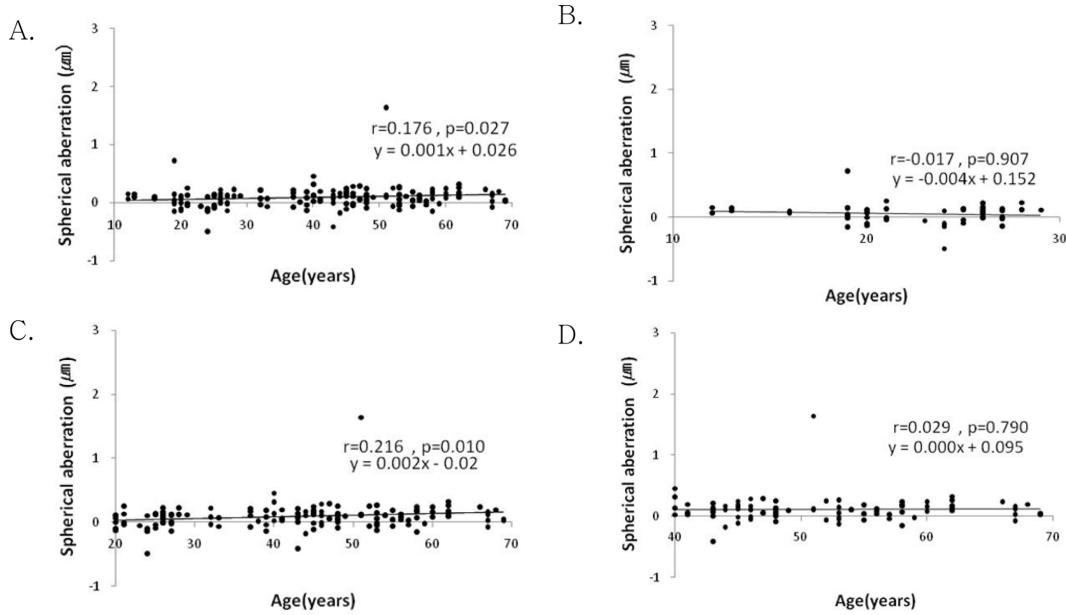 A.
Spherical aberration (㎛)
3
2
1
0
-1
10
20
30
40
50
60
70
r=0.176 , p=0.027
y = 0.001x + 0.026
Age(years)
B.
Spherical aberration (㎛)
3
2
1
0
-1
10
20
30
r=-0.017 , p=0.907
y = -0.004x + 0.152
Age(years)
C.
Spherical aberration (㎛)
3
2
1
0
-1
20
30
40
50
60
70
r=0.216 , p=0.010
y = 0.002x - 0.02
Age(years)
D.
Spherical aberration (㎛)
3
2
1
0
-1
40
50
60
70
r=0.029 , p=0.790
y = 0.000x + 0.095
Age(years)